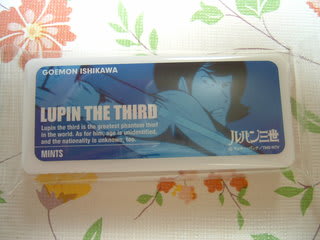 GOEMON ISHIKAWA
LUPIN THE THIRD
Lupin the third is the greatest phantom thief
in the world. As for him, age is unidentified,
and the nationality is unknown, too.
MINTS
ルパン三世